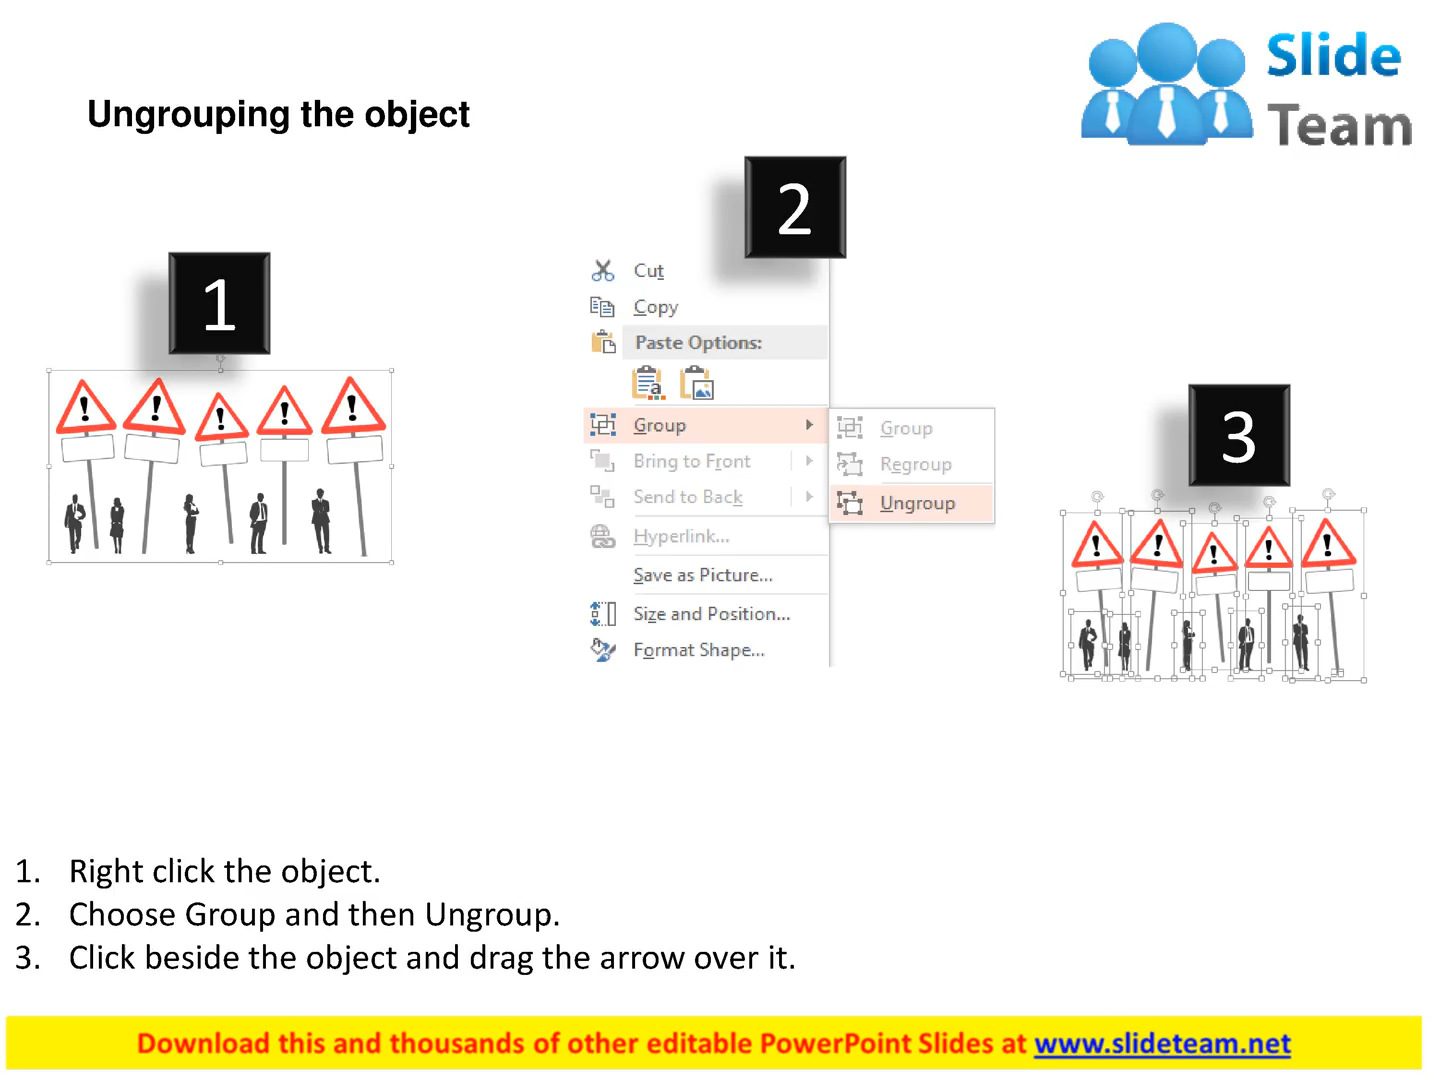 Slide
Team
Ungrouping the object
1
2
3
Cut
Copy
Paste Options:
Group
Bring to Front
Send to Back
Hyperlink...
Save as Picture...
Size and Position...
Format Shape...
Group
Regroup
Ungroup
1. Right click the object.
2. Choose Group and then Ungroup.
3. Click beside the object and drag the arrow over it.
Download this and thousands of other editable PowerPoint Slides at www.slideteam.net